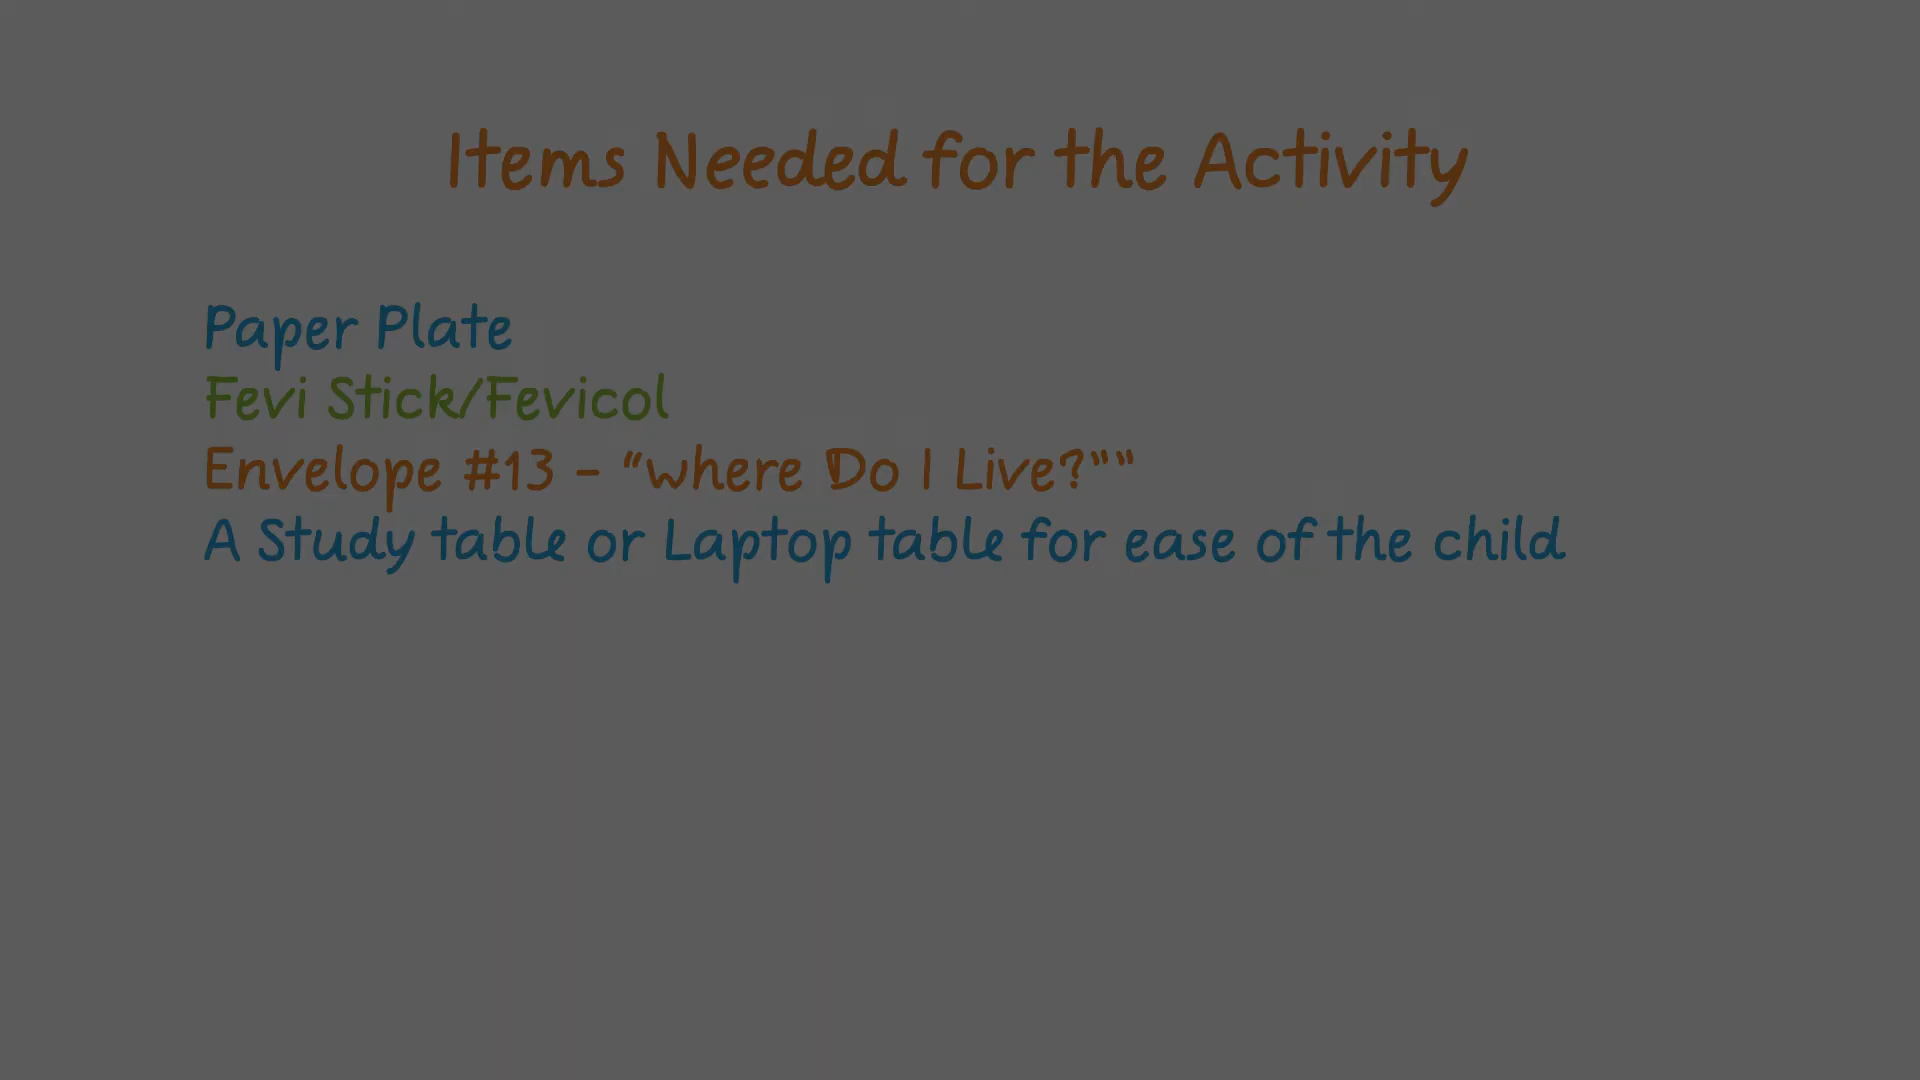 Items Needed for the Activity
Paper Plate
Fevi Stick/Fevicol
Envelope #13 - “where Do I Live?””“
A Study table or Laptop table for ease of the child